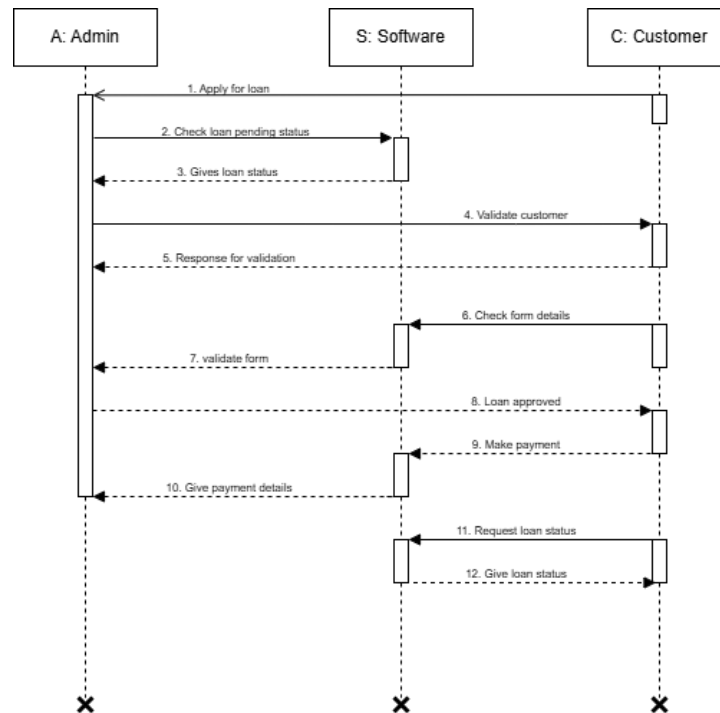 A: Admin
S: Software
C: Customer
1. Apply for loan
2. Check loan pending status
3. Gives loan status
4. Validate customer
5. Response for validation
6. Check form details
7. validate form
8. Loan approved
9. Make payment
10. Give payment details
11. Request loan status
12. Give loan status